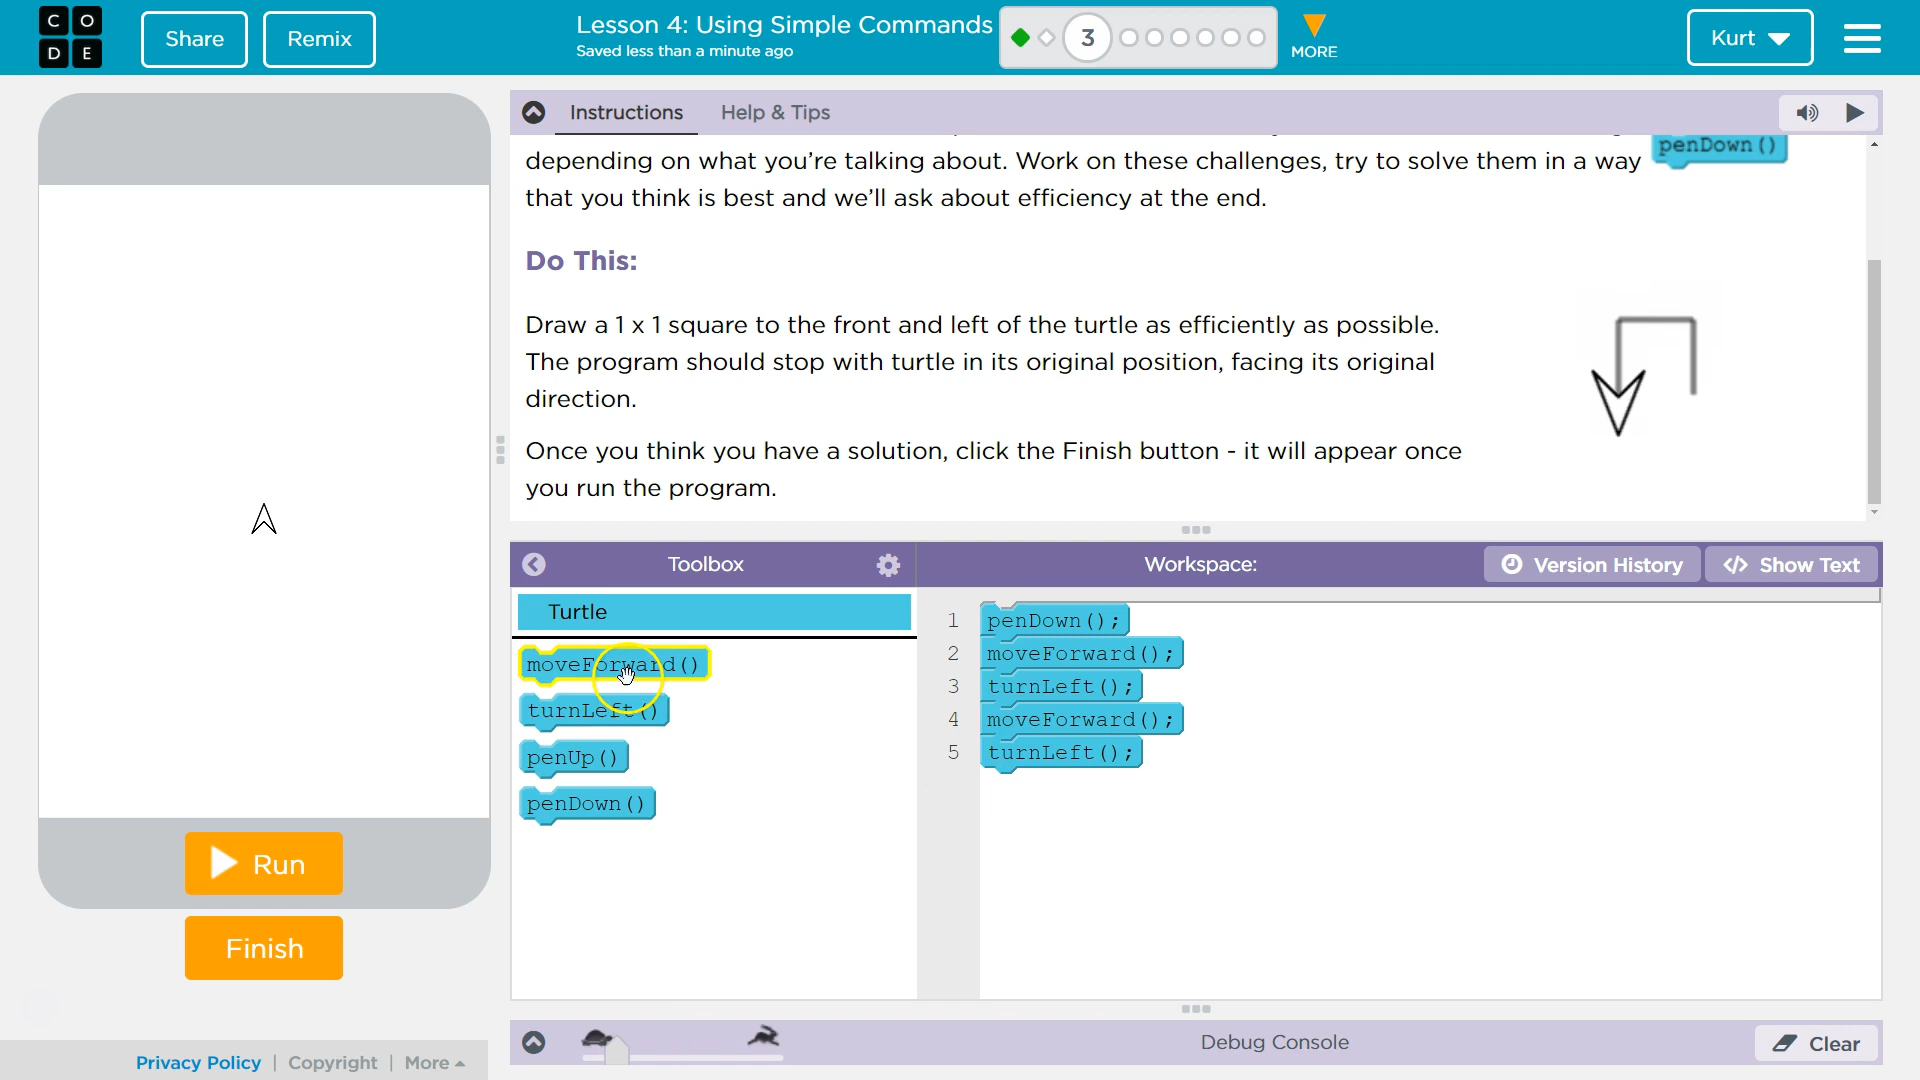 CODE
Share
Remix
Lesson 4: Using Simple Commands
Saved less than a minute ago
3
MORE
Kurt
Instructions
Help & Tips
penDown()
depending on what you’re talking about. Work on these challenges, try to solve them in a way
that you think is best and we’ll ask about efficiency at the end.
Do This:
Draw a 1 x 1 square to the front and left of the turtle as efficiently as possible.
The program should stop with turtle in its original position, facing its original
direction.
Once you think you have a solution, click the Finish button - it will appear once
you run the program.
Toolbox
Workspace:
Version History
</> Show Text
Turtle
moveForward()
turnLeft()
penUp()
penDown()
1 penDown();
2 moveForward();
3 turnLeft();
4 moveForward();
5 turnLeft();
Run
Finish
Debug Console
Clear
Privacy Policy | Copyright | More